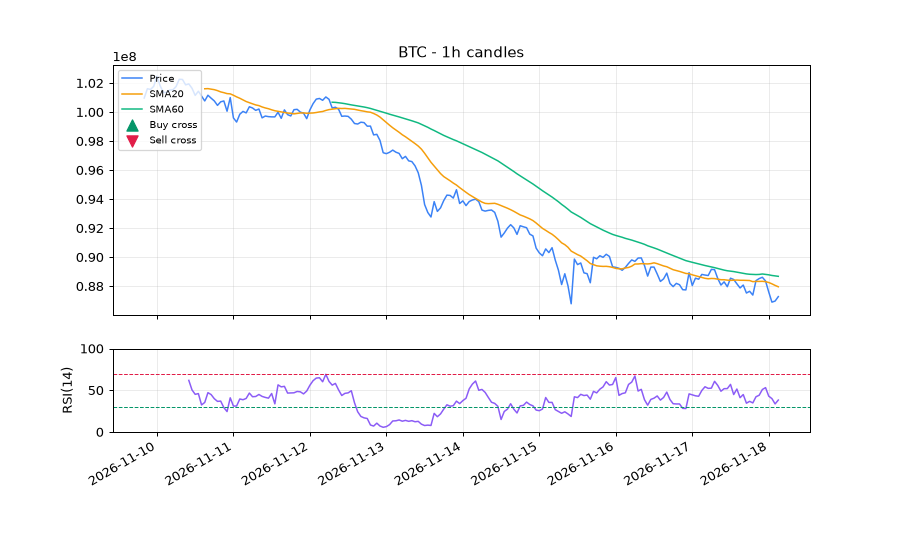 BTC - 1h candles
1e8
1.02
1.00
0.98
0.96
0.94
0.92
0.90
0.88
Price
SMA20
SMA60
Buy cross
Sell cross
RSI(14)
100
50
0
2026-11-10
2026-11-11
2026-11-12
2026-11-13
2026-11-14
2026-11-15
2026-11-16
2026-11-17
2026-11-18